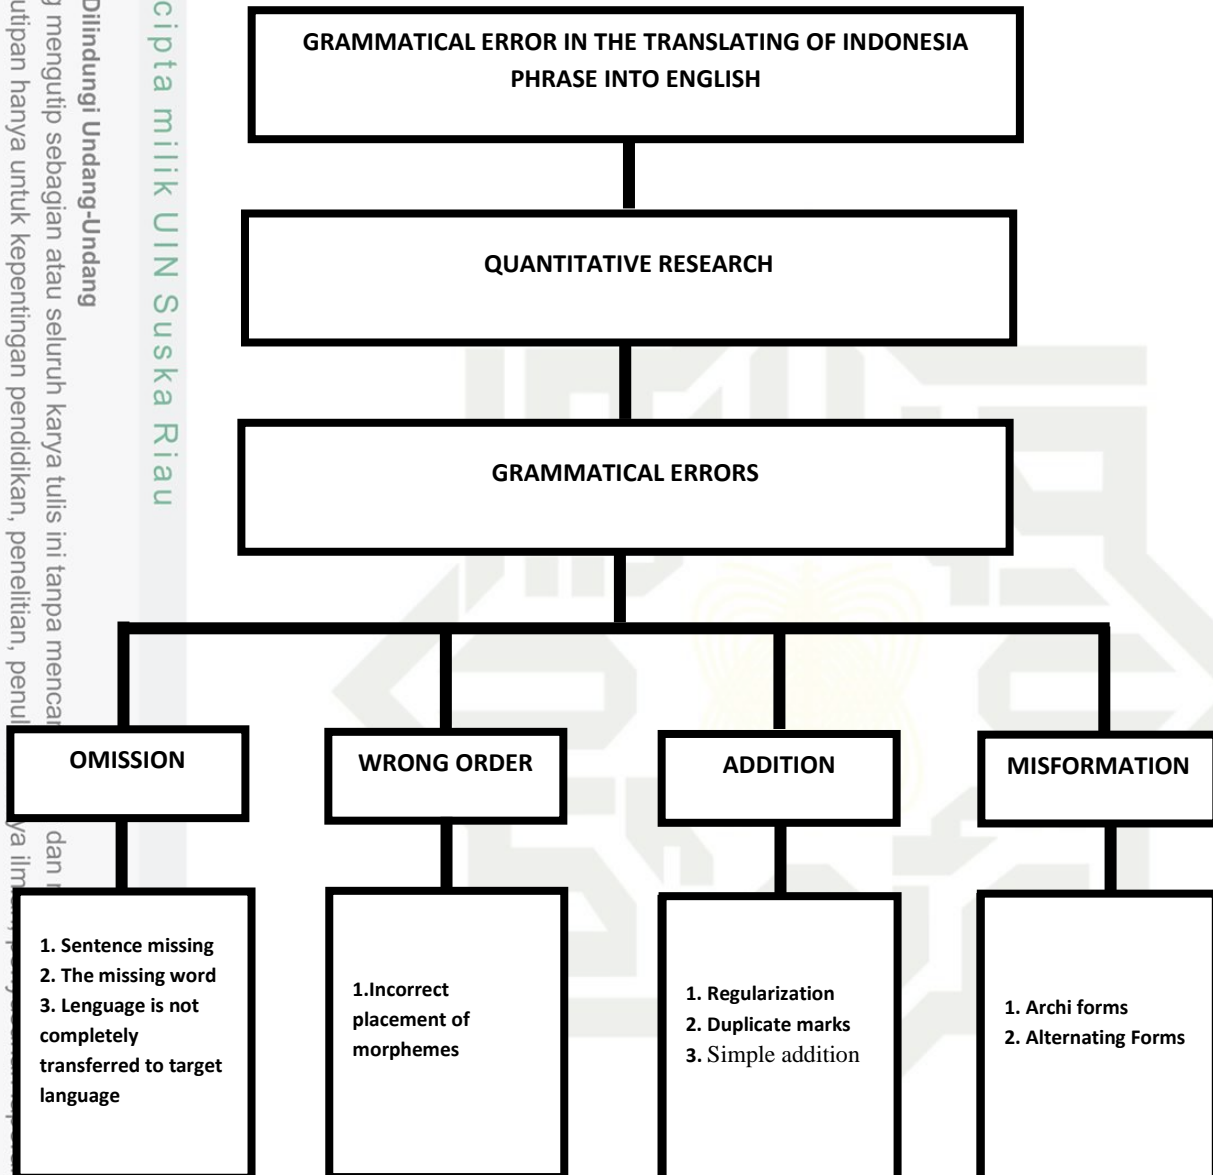 cipta milik UIN Suska Riau
Dilindungi Undang-Undang
mengutip sebagian atau seluruh karya tulis ini tanpa
dan
utipan hanya untuk kepentingan pendidikan, penelitian,
GRAMMATICAL ERROR IN THE TRANSLATING OF INDONESIA
PHRASE INTO ENGLISH
QUANTITATIVE RESEARCH
GRAMMATICAL ERRORS
OMISSION
WRONG ORDER
ADDITION
MISFORMATION
1. Sentence missing
2. The missing word
3. Lenguage is not
completely
transferred to target
language
1.Incorrect
placement of
morphemes
1. Regularization
2. Duplicate marks
3. Simple addition
1. Archi forms
2. Alternating Forms